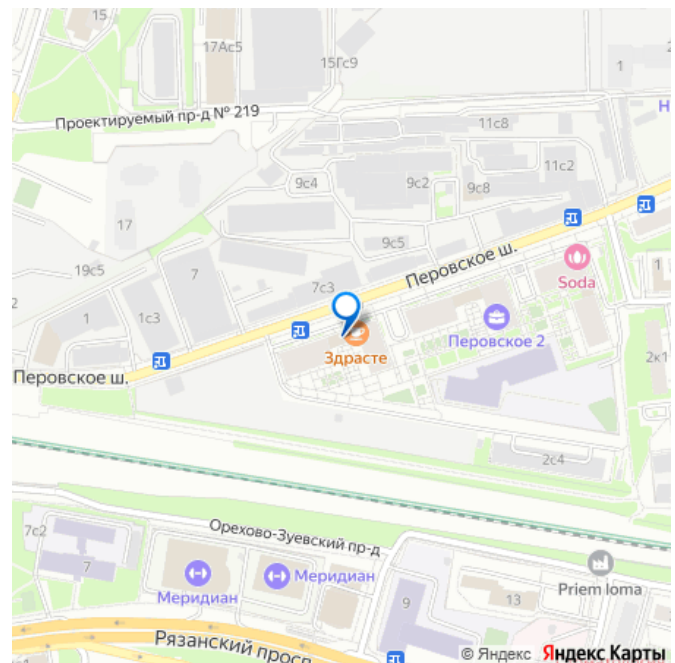 15
17Ас5
15Гс9
1
Проектируемый пр-д № 219
11с8
Н
9с4
9с2
9с8
11с2
17
9с5
19с5
7
7с3
Перовское ш.
Soda
1
2
1
1с3
Здрасте
Перовское 2
2к1
Перовское ш.
2с4
7с2
Орехово-Зуевский пр-д
7
Меридиан
Меридиан
9
13
Priem loma
Рязанский просп
© Яндекс Яндекс Карты